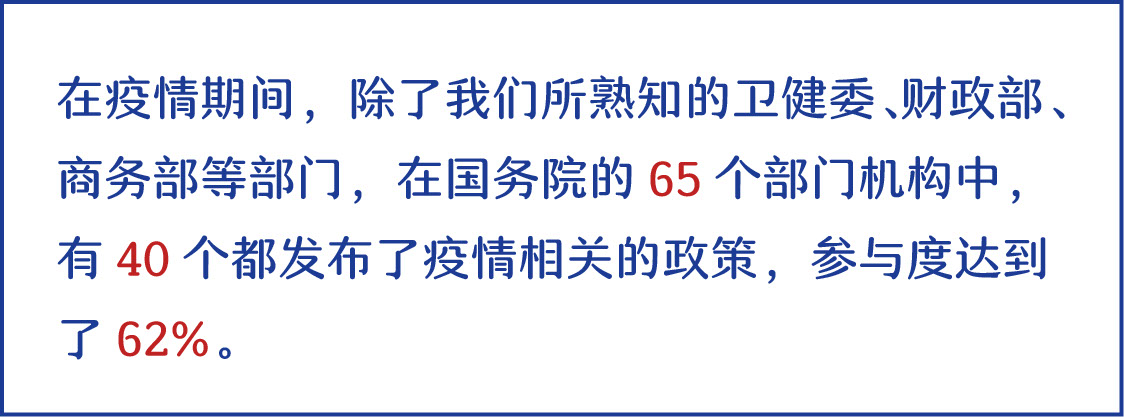 在疫情期间，除了我们所熟知的卫健委、财政部、
商务部等部门，在国务院的 65 个部门机构中，
有 40 个都发布了疫情相关的政策，参与度达到
了 62%。